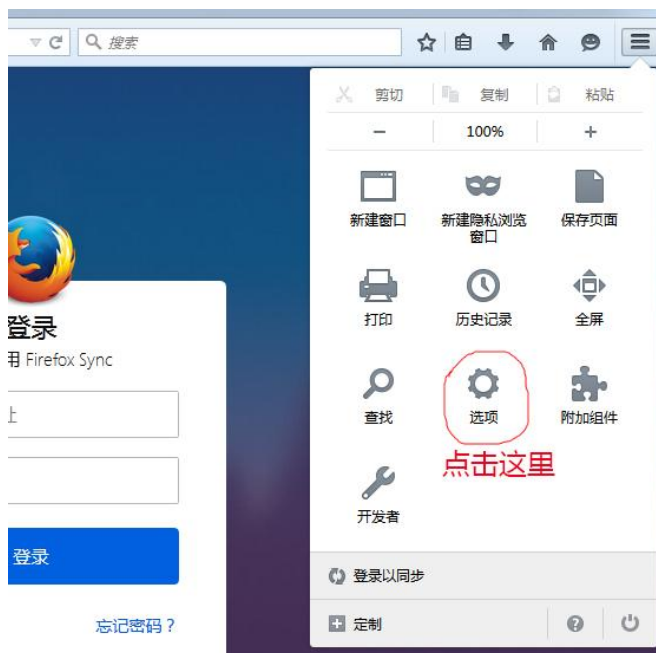 搜索
剪切 复制 粘贴
− 100% +
新建窗口 新建隐私浏览窗口 保存页面
打印 历史记录 全屏
登录
用 Firefox Sync
查找 选项 附加组件
点击这里
开发者
登录
登录以同步
忘记密码？
定制